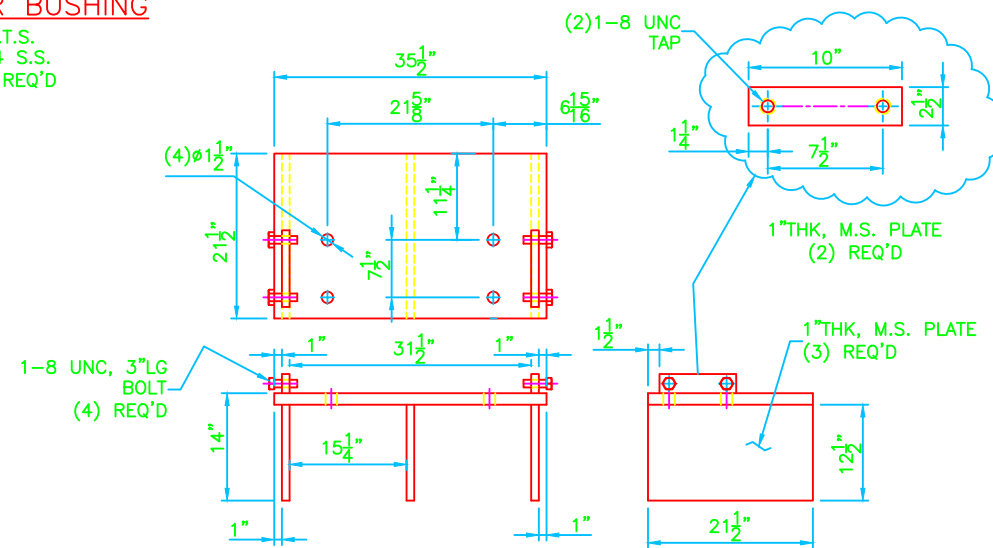 R BUSHING
.T.S.
4 S.S.
REQ'D
35 1/2"
21 5/8"
6 15/16"
(4)ø1 1/2"
11 1/4"
21 1/2"
7 1/2"
(2)1-8 UNC
TAP
10"
2 1/2"
1 1/4"
7 1/2"
1"THK, M.S. PLATE
(2) REQ'D
1"
31 1/2"
1"
1-8 UNC, 3"LG
BOLT
(4) REQ'D
14"
15 1/4"
1"
1"
1 1/2"
1"THK, M.S. PLATE
(3) REQ'D
12 1/2"
21 1/2"